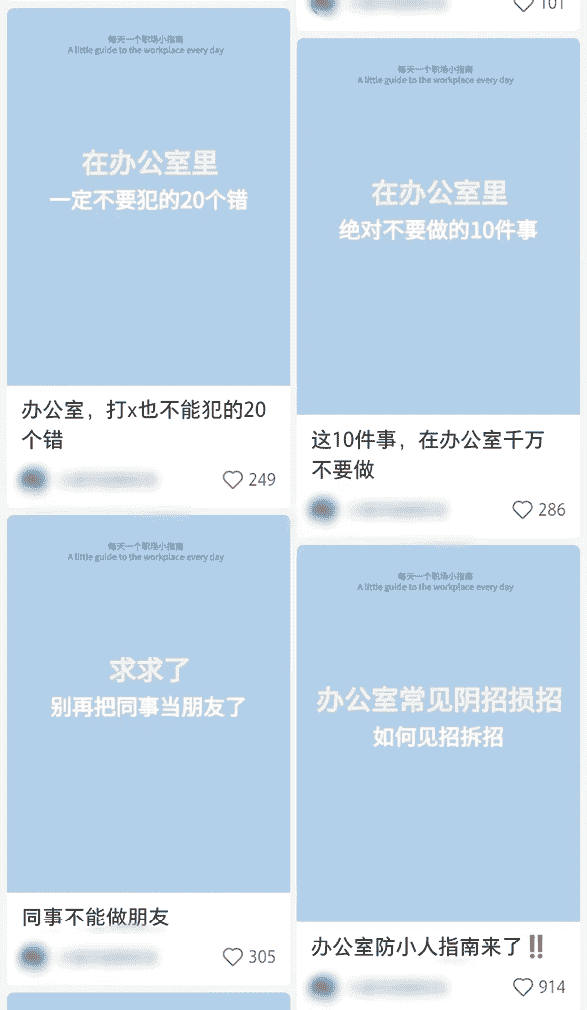 101
每天一个职场小指南
A little guide to the workplace every day
在办公室里
一定不要犯的20个错
办公室，打x也不能犯的20
个错
249
每天一个职场小指南
A little guide to the workplace every day
在办公室里
绝对不要做的10件事
这10件事，在办公室千万
不要做
286
每天一个职场小指南
A little guide to the workplace every day
求求了
别再把同事当朋友了
同事不能做朋友
305
每天一个职场小指南
A little guide to the workplace every day
办公室常见阴招损招
如何见招拆招
办公室防小人指南来了‼️
914